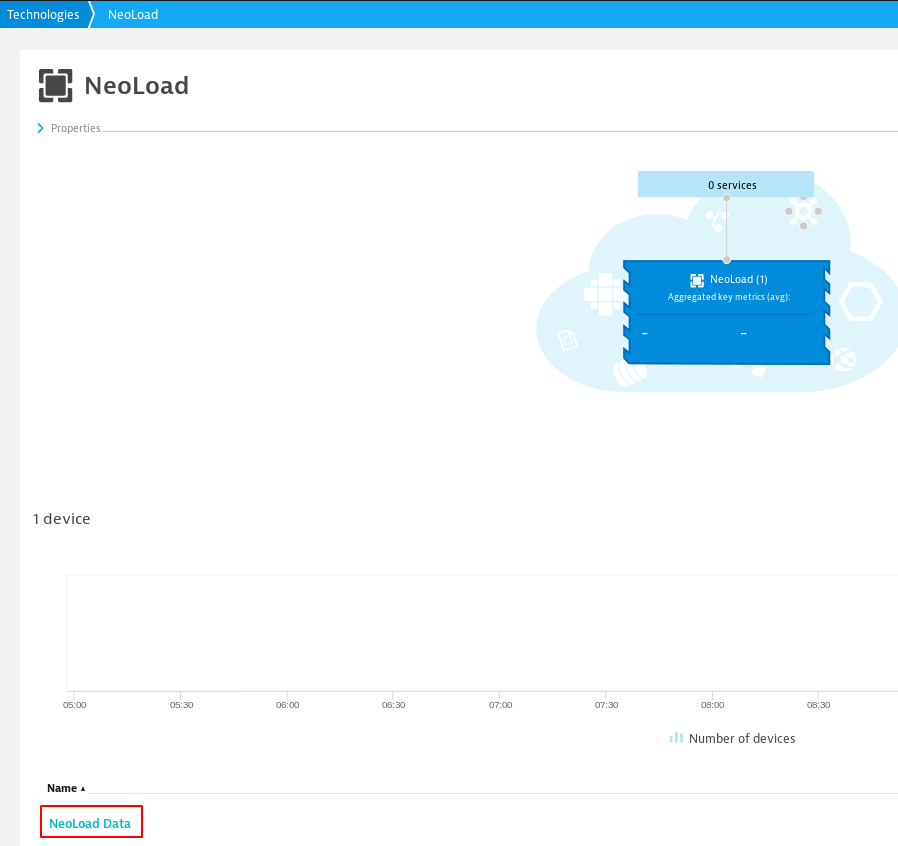 Technologies NeoLoad
NeoLoad
Properties
0 services
NeoLoad (1)
Aggregated key metrics (avg):
– –
1 device
05:00 05:30 06:00 06:30 07:00 07:30 08:00 08:30
Number of devices
Name ▲
NeoLoad Data